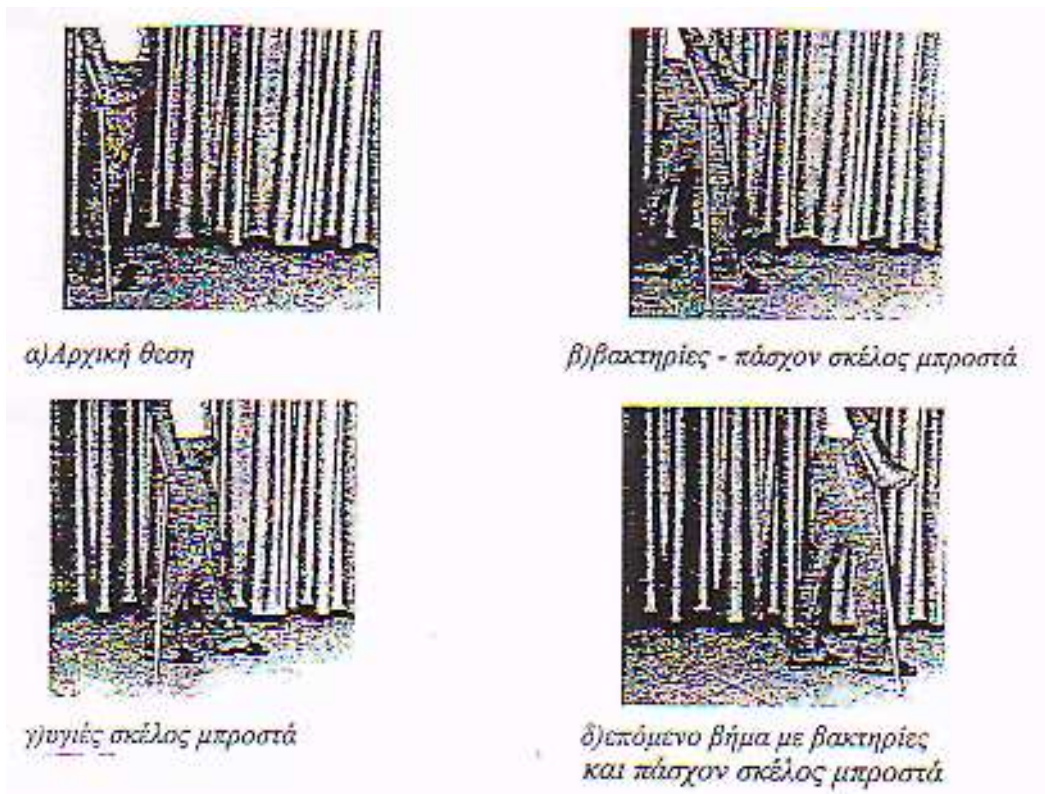 α)Αρχική θεση
β)βακτηρίες - πάσχον σκέλος μπροστά
γ)υγιές σκέλος μπροστά
δ)επόμενο βήμα με βακτηρίες
και πάσχον σκέλος μπροστά